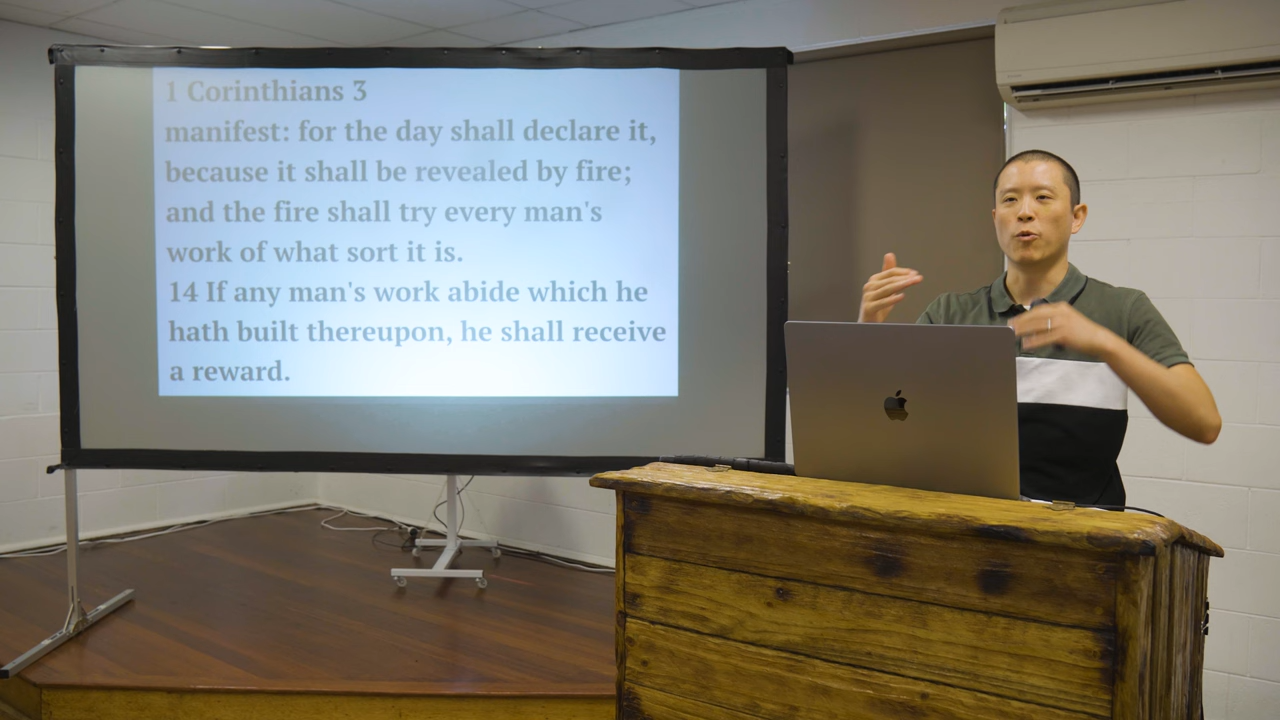 1 Corinthians 3
manifest: for the day shall declare it,
because it shall be revealed by fire;
and the fire shall try every man's
work of what sort it is.
14 If any man's work abide which he
hath built thereupon, he shall receive
a reward.